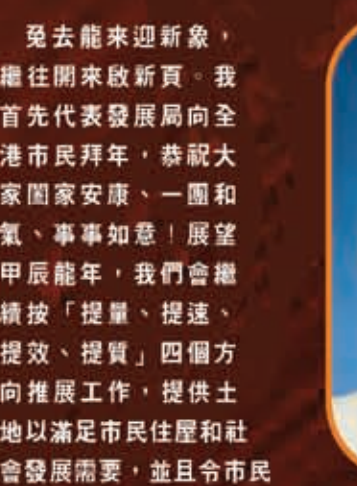 兔去龍來迎新象，
繼往開來啟新頁。我
首先代表發展局向全
港市民拜年，恭祝大
家闔家安康、一團和
氣、事事如意！展望
甲辰龍年，我們會繼
續按「提量、提速、
提效、提質」四個方
向推展工作，提供土
地以滿足市民住屋和社
會發展需要，並且令市民